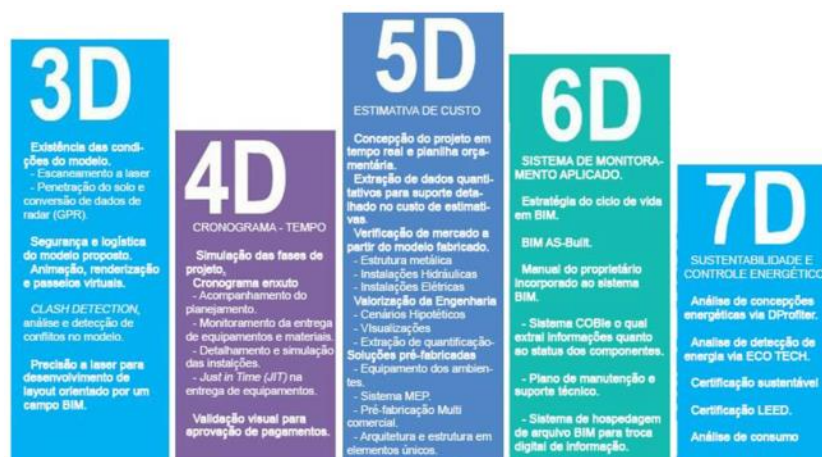 3D
Existência das condi-
ções do modelo.
- Escaneamento a laser
- Penetração do solo e
conversão de dados de
radar (GPR).
Segurança e logística
do modelo proposto.
Animação, renderização
e passeios virtuais.
CLASH DETECTION,
análise e detecção de
conflitos no modelo.
Precisão a laser para
desenvolvimento de
layout orientado por um
campo BIM.
4D
CRONOGRAMA - TEMPO
Simulação das fases de
projeto,
Cronograma enxuto
- Acompanhamento do
planejamento.
- Monitoramento da entrega
de equipamentos e materiais.
- Detalhamento e simulação
das instalções.
- Just in Time (JIT) na
entrega de equipamentos.
Validação visual para
aprovação de pagamentos.
5D
ESTIMATIVA DE CUSTO
Concepção do projeto em
tempo real e planilha orça-
mentária.
Extração de dados quanti-
tativos para suporte deta-
lhado no custo de estimati-
vas.
Verificação de mercado a
partir do modelo fabricado.
- Estrutura metálica
- Instalações Hidráulicas
- Instalações Elétricas
Valorização da Engenharia
- Cenários Hipotéticos
- VIsualizações
- Extração de quantificação-
Soluções pré-fabricadas
- Equipamento dos ambien-
tes.
- Sistema MEP.
- Pré-fabricação Multi
comercial.
- Arquitetura e estrutura em
elementos únicos.
6D
SISTEMA DE MONITORA-
MENTO APLICADO.
Estratégia do ciclo de vida
em BIM.
BIM AS-Built.
Manual do proprietário
incorporado ao sistema
BIM.
- Sistema COBie o qual
extrai informações quanto
ao status dos componentes.
- Plano de manutenção e
suporte técnico.
- Sistema de hospedagem
de arquivo BIM para troca
digital de informação.
7D
SUSTENTABILIDADE E
CONTROLE ENERGÉTICO
Análise de concepções
energéticas via DProfiter.
Analise de detecção de
energia via ECO TECH.
Certificação sustentável
Certificação LEED.
Análise de consumo